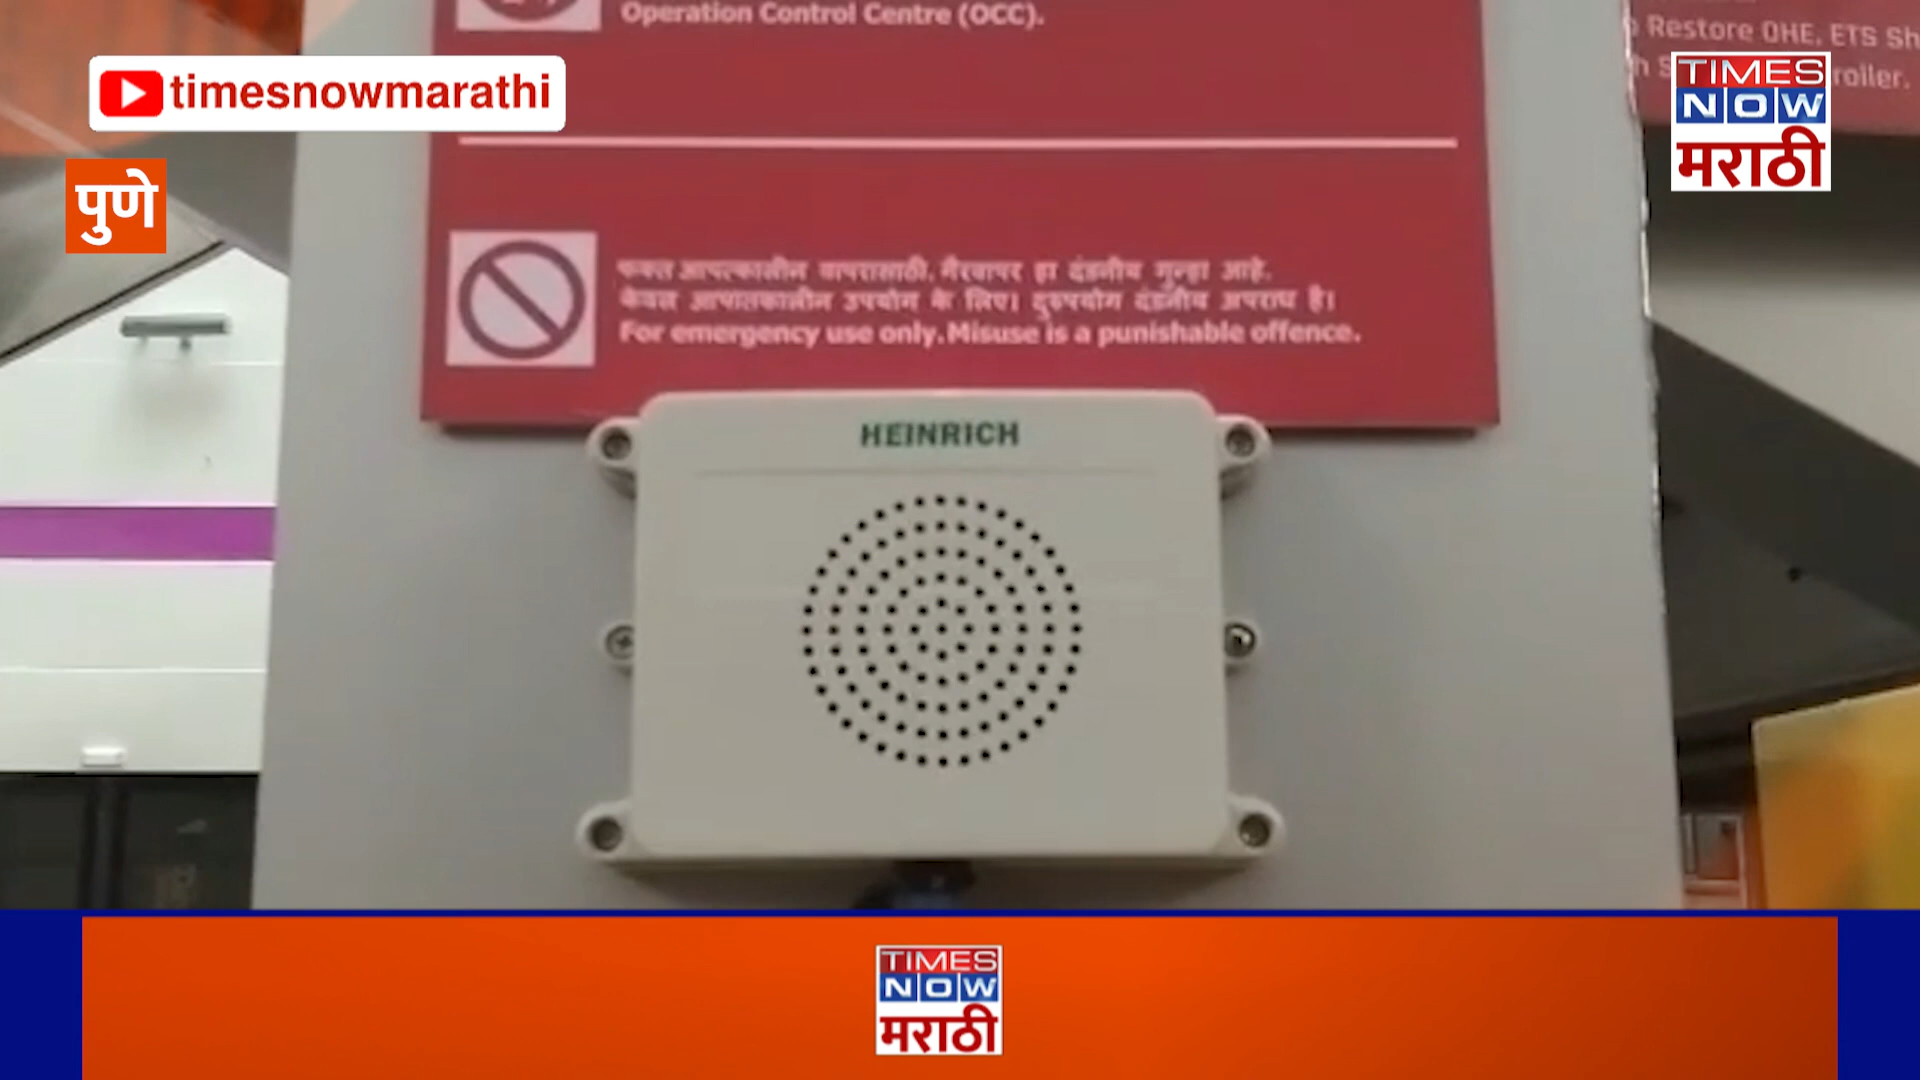 Operation Control Centre (OCC).
Restore OHE, ETS Sh
roller.
timesnowmarathi
TIMES
NOW
मराठी
पुणे
फक्त आपत्कालीन वापरासाठी. गैरवापर हा दंडनीय गुन्हा आहे.
केवल आपातकालीन उपयोग के लिए। दुरुपयोग दंडनीय अपराध है।
For emergency use only. Misuse is a punishable offence.
HEINRICH
TIMES
NOW
मराठी